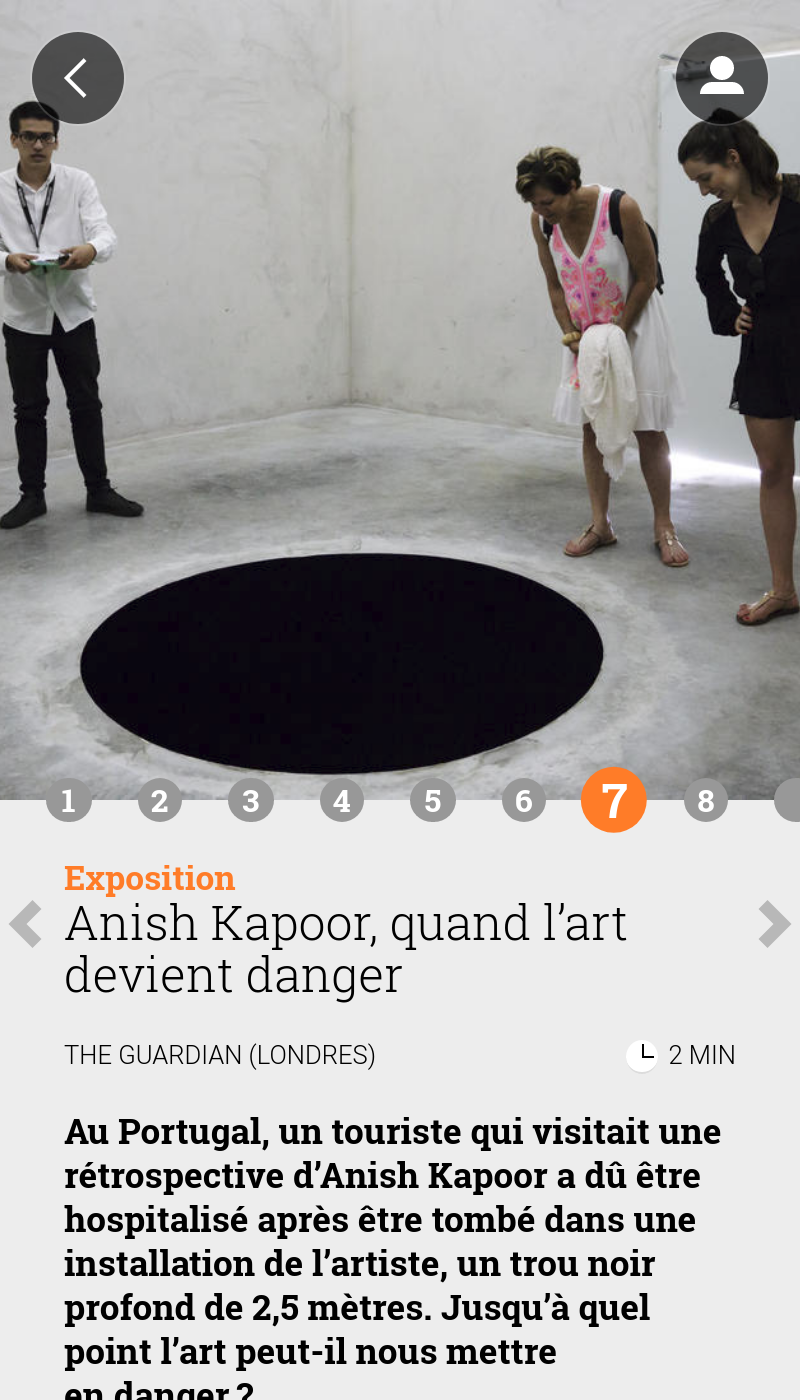 1 2 3 4 5 6 7 8
Exposition
Anish Kapoor, quand l’art
devient danger
THE GUARDIAN (LONDRES) 2 MIN
Au Portugal, un touriste qui visitait une
rétrospective d’Anish Kapoor a dû être
hospitalisé après être tombé dans une
installation de l’artiste, un trou noir
profond de 2,5 mètres. Jusqu’à quel
point l’art peut-il nous mettre
en danger ?